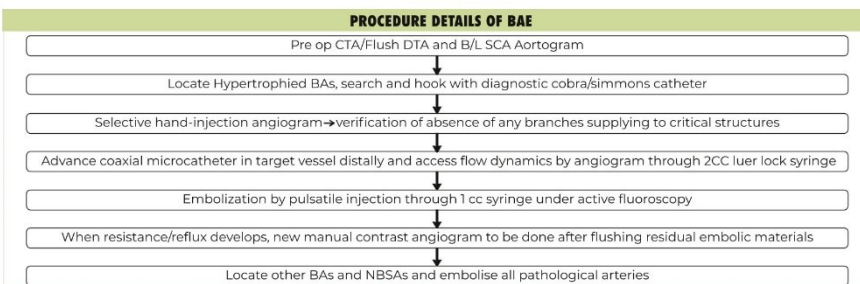 PROCEDURE DETAILS OF BAE
Pre op CTA/Flush DTA and B/L SCA Aortogram
Locate Hypertrophied BAs, search and hook with diagnostic cobra/simmons catheter
Selective hand-injection angiogram→verification of absence of any branches supplying to critical structures
Advance coaxial microcatheter in target vessel distally and access flow dynamics by angiogram through 2CC luer lock syringe
Embolization by pulsatile injection through 1 cc syringe under active fluoroscopy
When resistance/reflux develops, new manual contrast angiogram to be done after flushing residual embolic materials
Locate other BAs and NBSAs and embolise all pathological arteries